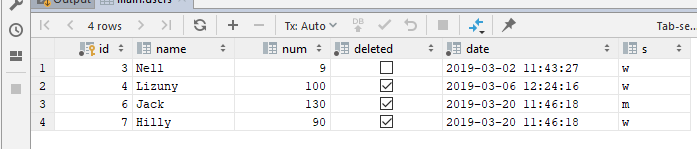 Output main.users
4 rows Tx: Auto DB Tab-se...
id name num deleted date s
1 3 Nell 9 2019-03-02 11:43:27 w
2 4 Lizuny 100 2019-03-06 12:24:16 w
3 6 Jack 130 2019-03-20 11:46:18 m
4 7 Hilly 90 2019-03-20 11:46:18 w